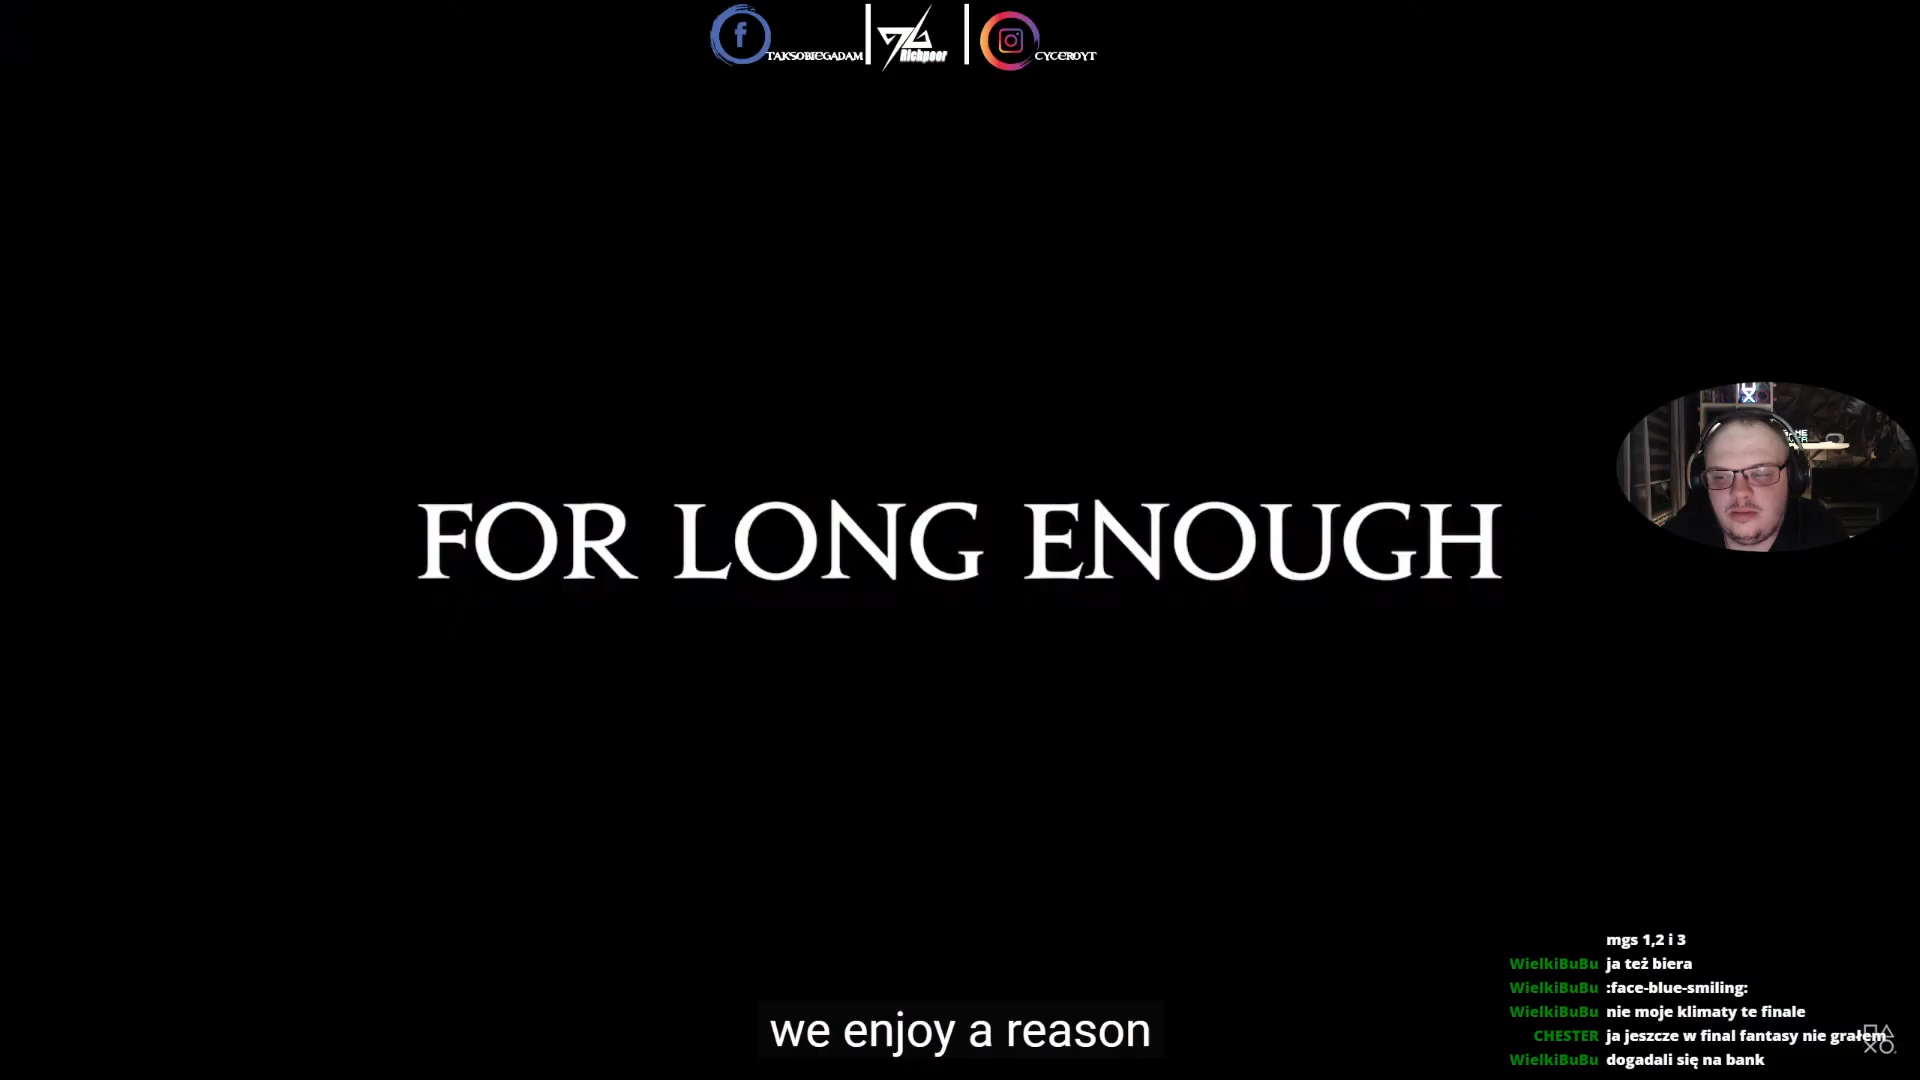 TAKSOBIEGADAM
Richpoor
CYCEROYT
FOR LONG ENOUGH
we enjoy a reason
mgs 1,2 i 3
WielkiBuBu ja też biera
WielkiBuBu :face-blue-smiling:
WielkiBuBu nie moje klimaty te finale
CHESTER ja jeszcze w final fantasy nie grałem
WielkiBuBu dogadali się na bank